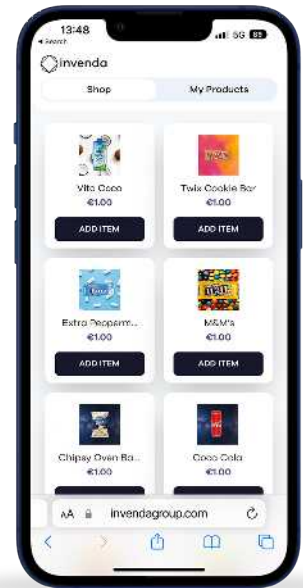 13:48
5G 89
Search
invenda
Shop My Products
Vita Coco Twix Cookie Bar
€1.00 €1.00
ADD ITEM ADD ITEM
Extra Pepperm... M&M's
€1.00 €1.00
ADD ITEM ADD ITEM
Chipsy Oven Ba... Coca Cola
€1.00 €1.00
AA invendagroup.com